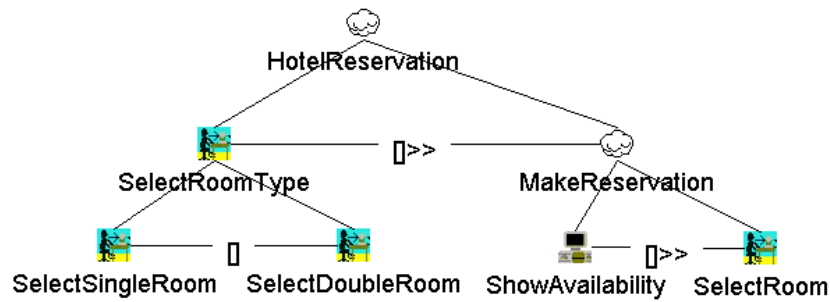 HotelReservation
[]>>
SelectRoomType
MakeReservation
[]
[]>>
SelectSingleRoom
SelectDoubleRoom
ShowAvailability
SelectRoom